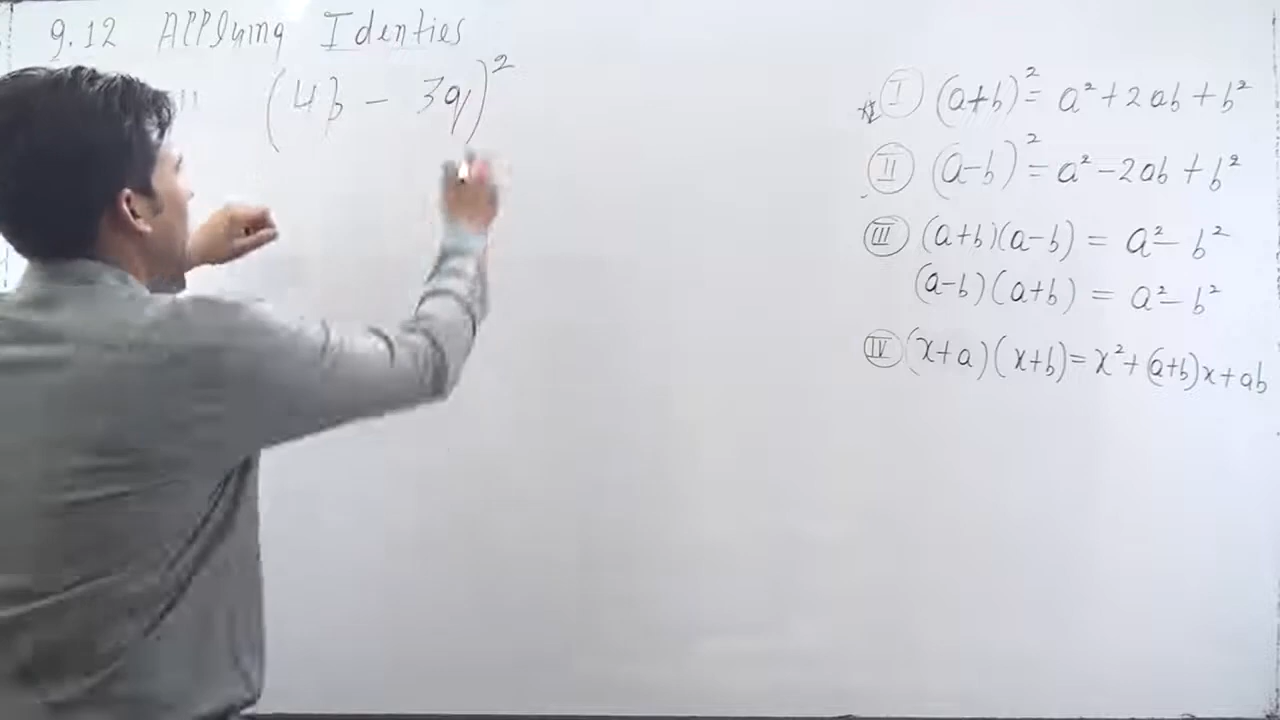 9.12 Applying Identies
(4p - 3q)²
I (a+b)² = a² + 2ab + b²
II (a-b)² = a² - 2ab + b²
III (a+b)(a-b) = a² - b²
(a-b)(a+b) = a² - b²
IV (x+a)(x+b) = x² + (a+b)x + ab